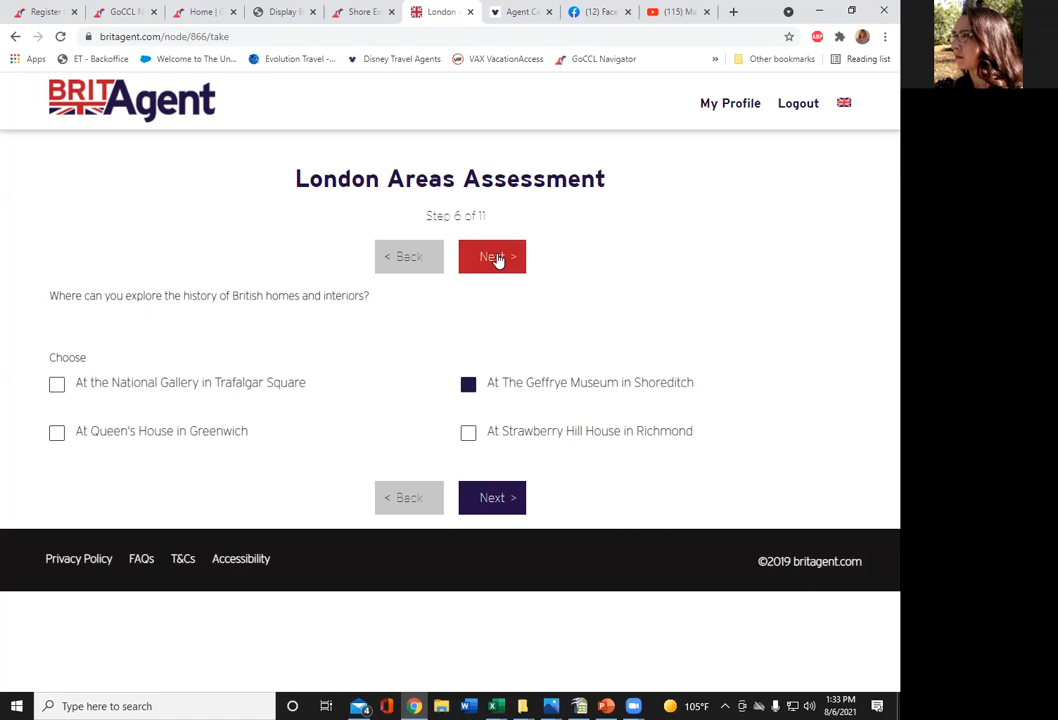 Register
GoCCL N
Home | G
Display B
Shore Ex
London
Agent Ce
(12) Face
(115) Ma
britagent.com/node/866/take
Apps
ET - Backoffice
Welcome to The Un...
Evolution Travel -...
Disney Travel Agents
VAX VacationAccess
GoCCL Navigator
»
Other bookmarks
Reading list
BRITAgent
My Profile
Logout
London Areas Assessment
Step 6 of 11
< Back
Next >
Where can you explore the history of British homes and interiors?
Choose
At the National Gallery in Trafalgar Square
At The Geffrye Museum in Shoreditch
At Queen's House in Greenwich
At Strawberry Hill House in Richmond
< Back
Next >
Privacy Policy
FAQs
T&Cs
Accessibility
©2019 britagent.com
Type here to search
4
105°F
1:33 PM
8/6/2021